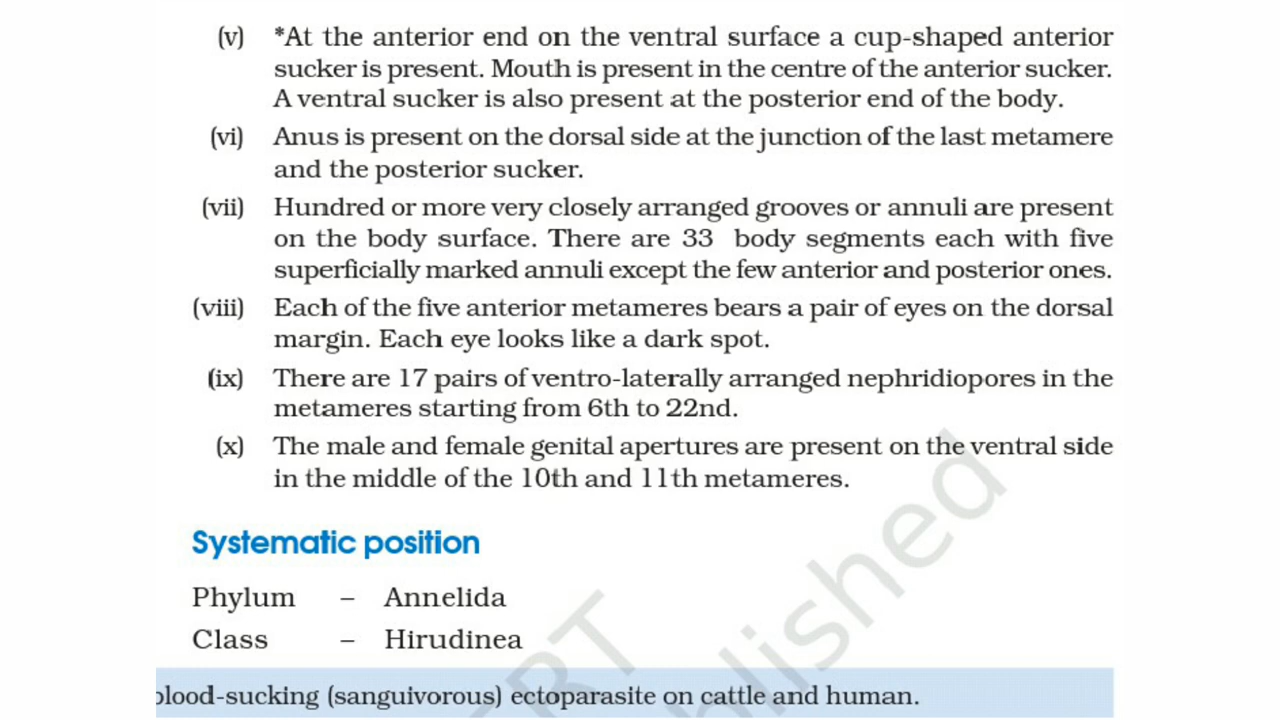 (v) *At the anterior end on the ventral surface a cup-shaped anterior
sucker is present. Mouth is present in the centre of the anterior sucker.
A ventral sucker is also present at the posterior end of the body.
(vi) Anus is present on the dorsal side at the junction of the last metamere
and the posterior sucker.
(vii) Hundred or more very closely arranged grooves or annuli are present
on the body surface. There are 33 body segments each with five
superficially marked annuli except the few anterior and posterior ones.
(viii) Each of the five anterior metameres bears a pair of eyes on the dorsal
margin. Each eye looks like a dark spot.
(ix) There are 17 pairs of ventro-laterally arranged nephridiopores in the
metameres starting from 6th to 22nd.
(x) The male and female genital apertures are present on the ventral side
in the middle of the 10th and 11th metameres.
Systematic position
Phylum – Annelida
Class – Hirudinea
blood-sucking (sanguivorous) ectoparasite on cattle and human.